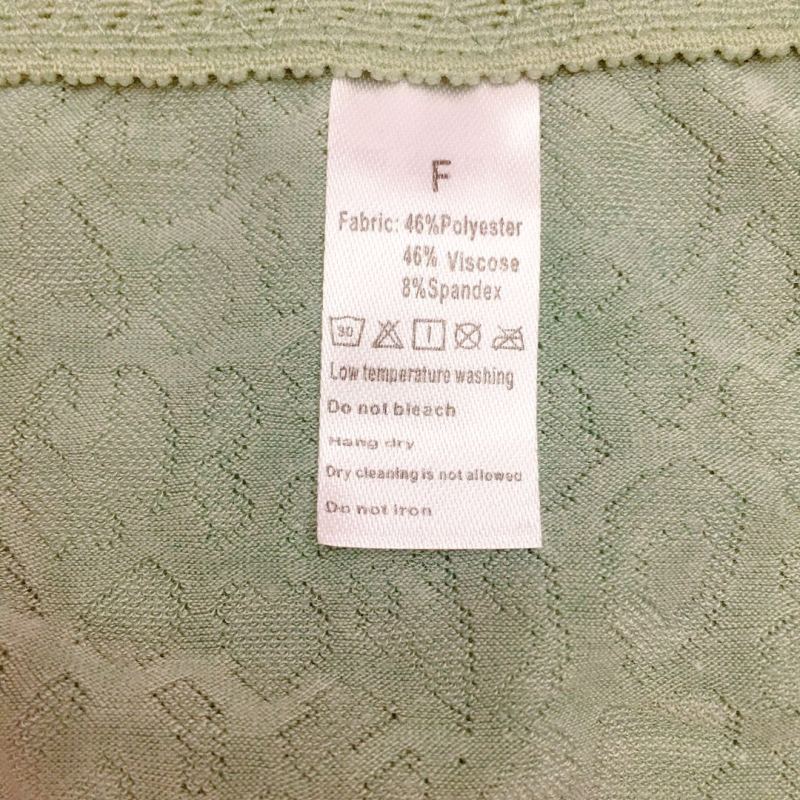 F
Fabric: 46%Polyester
46% Viscose
8%Spandex
30
Low temperature washing
Do not bleach
Hang dry
Dry cleaning is not allowed
Do not iron